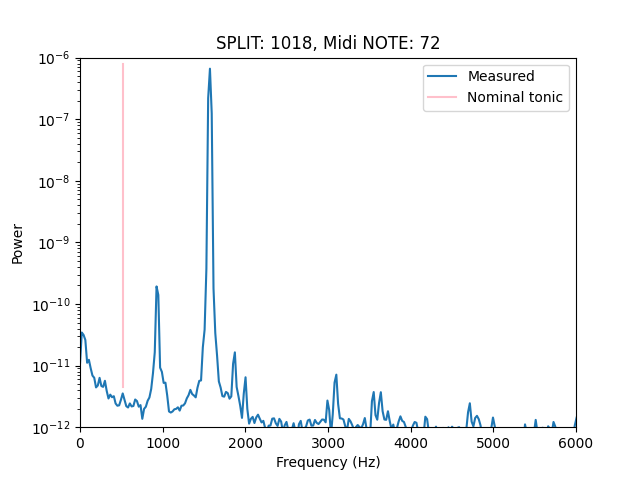 SPLIT: 1018, Midi NOTE: 72
Measured
Nominal tonic
10⁻⁶
10⁻⁷
10⁻⁸
10⁻⁹
10⁻¹⁰
10⁻¹¹
10⁻¹²
Power
0 1000 2000 3000 4000 5000 6000
Frequency (Hz)